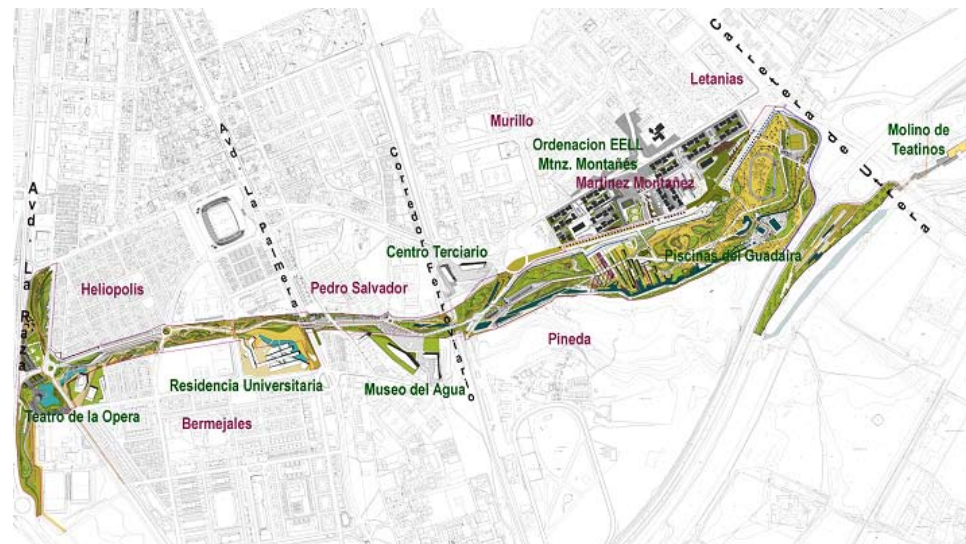 Carretera de Utrera
Letanias
Murillo
Molino de
Teatinos
Ordenacion EELL
Mtnz. Montañés
Martinez Montañez
Avd. La Palmera
Corredor Ferroviario
Avd. La Raza
Centro Terciario
Piscinas del Guadaira
Heliopolis
Pedro Salvador
Pineda
Residencia Universitaria
Museo del Agua
Teatro de la Opera
Bermejales